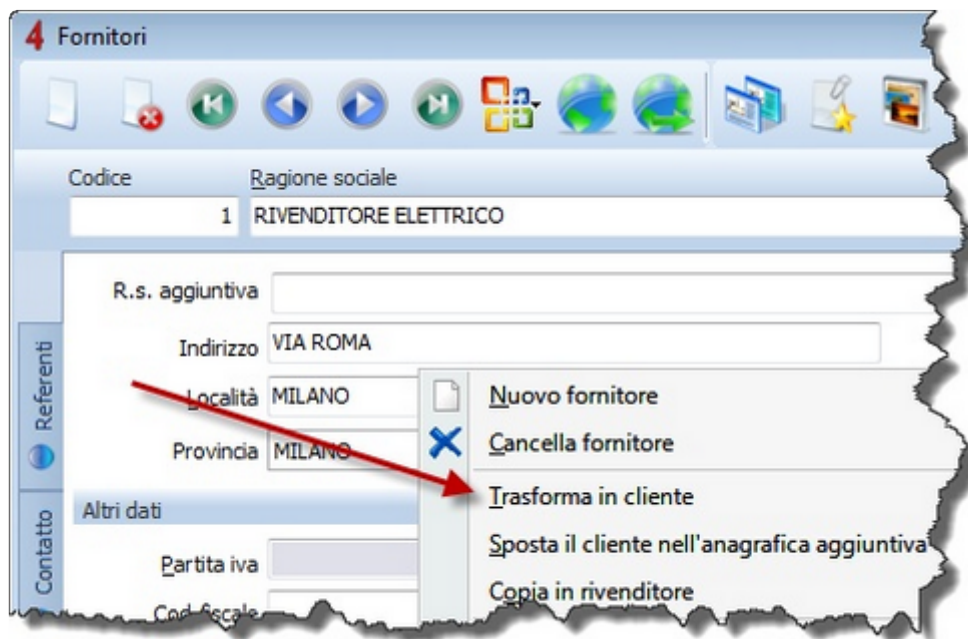 4 Fornitori
Codice Ragione sociale
1 RIVENDITORE ELETTRICO
R.s. aggiuntiva
Indirizzo VIA ROMA
Località MILANO
Provincia MILANO
Referenti
Contatto
Altri dati
Partita iva
Cod. fiscale
Nuovo fornitore
Cancella fornitore
Trasforma in cliente
Sposta il cliente nell'anagrafica aggiuntiva
Copia in rivenditore